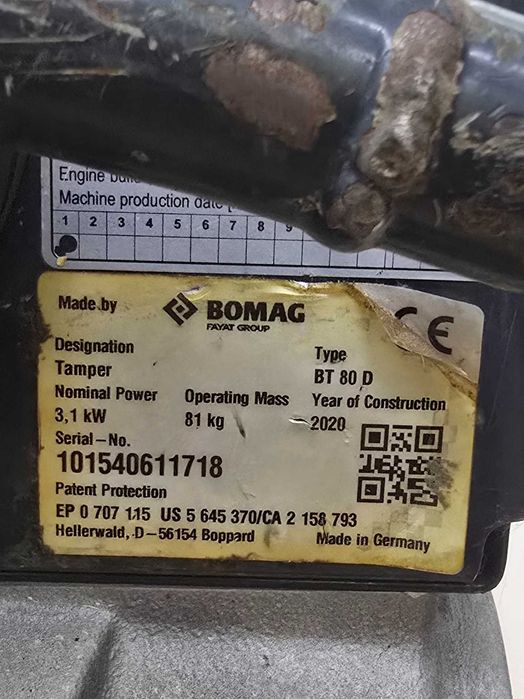 Engine
Machine production date
1 2 3 4 5 6 7 8 9
Made by BOMAG CE
FAYAT GROUP
Designation Type
Tamper BT 80 D
Nominal Power Operating Mass Year of Construction
3,1 kW 81 kg 2020
Serial-No.
101540611718
Patent Protection
EP 0 707 115 US 5 645 370/CA 2 158 793
Hellerwald, D-56154 Boppard Made in Germany